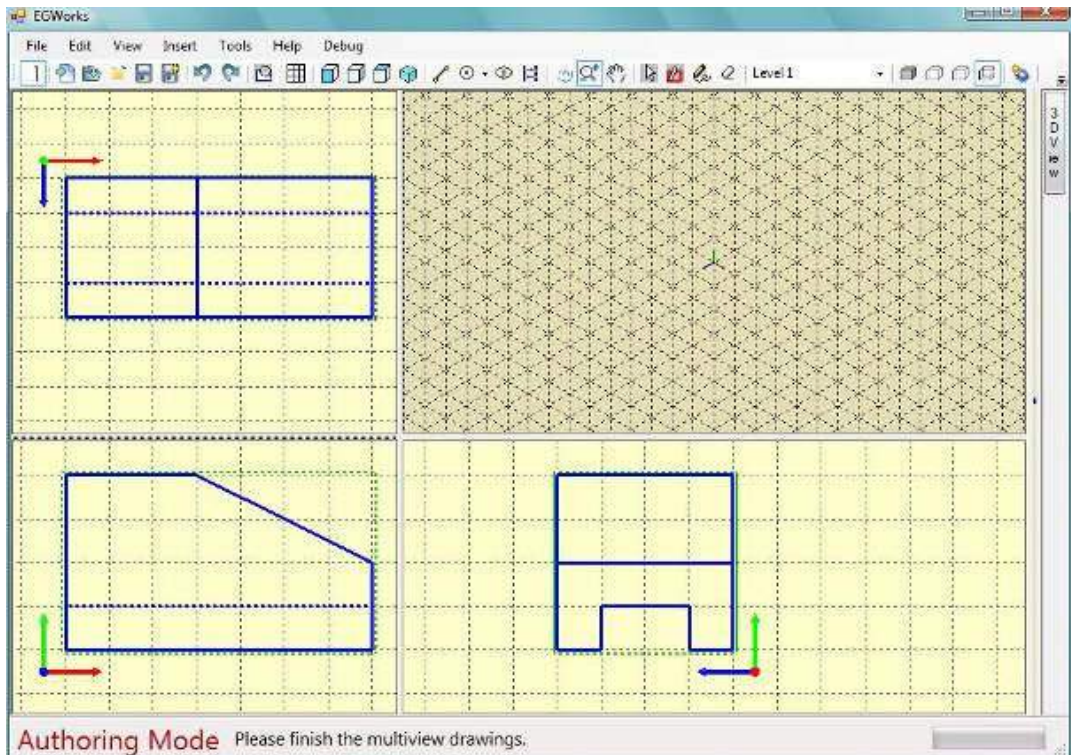 EGWorks
File Edit View Insert Tools Help Debug
Level 1
3D View
Authoring Mode Please finish the multiview drawings.